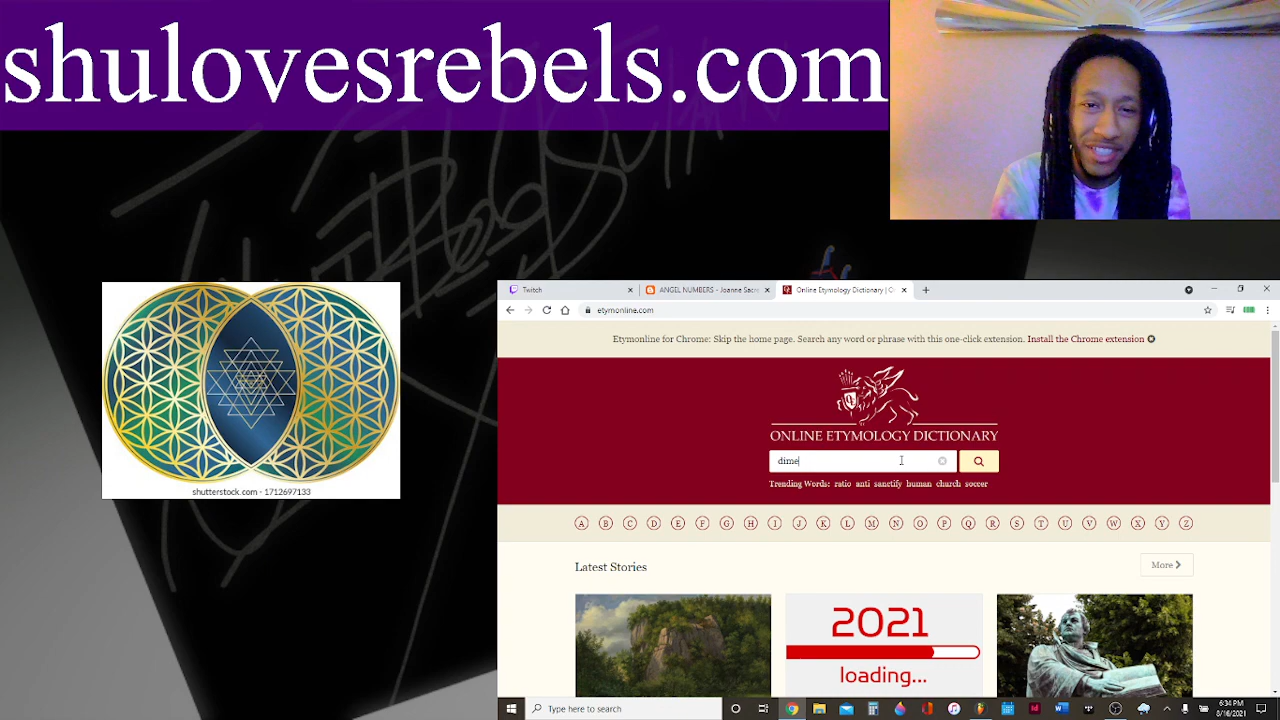 shulovesrebels.com
shutterstock.com · 1712697133
Twitch
ANGEL NUMBERS - Joanne Sacre
Online Etymology Dictionary | O
etymonline.com
Etymonline for Chrome: Skip the home page. Search any word or phrase with this one-click extension. Install the Chrome extension
ONLINE ETYMOLOGY DICTIONARY
dime
Trending Words: ratio anti sanctify human church soccer
A B C D E F G H I J K L M N O P Q R S T U V W X Y Z
Latest Stories
More
2021
loading...
Type here to search
6:34 PM
8/16/2021